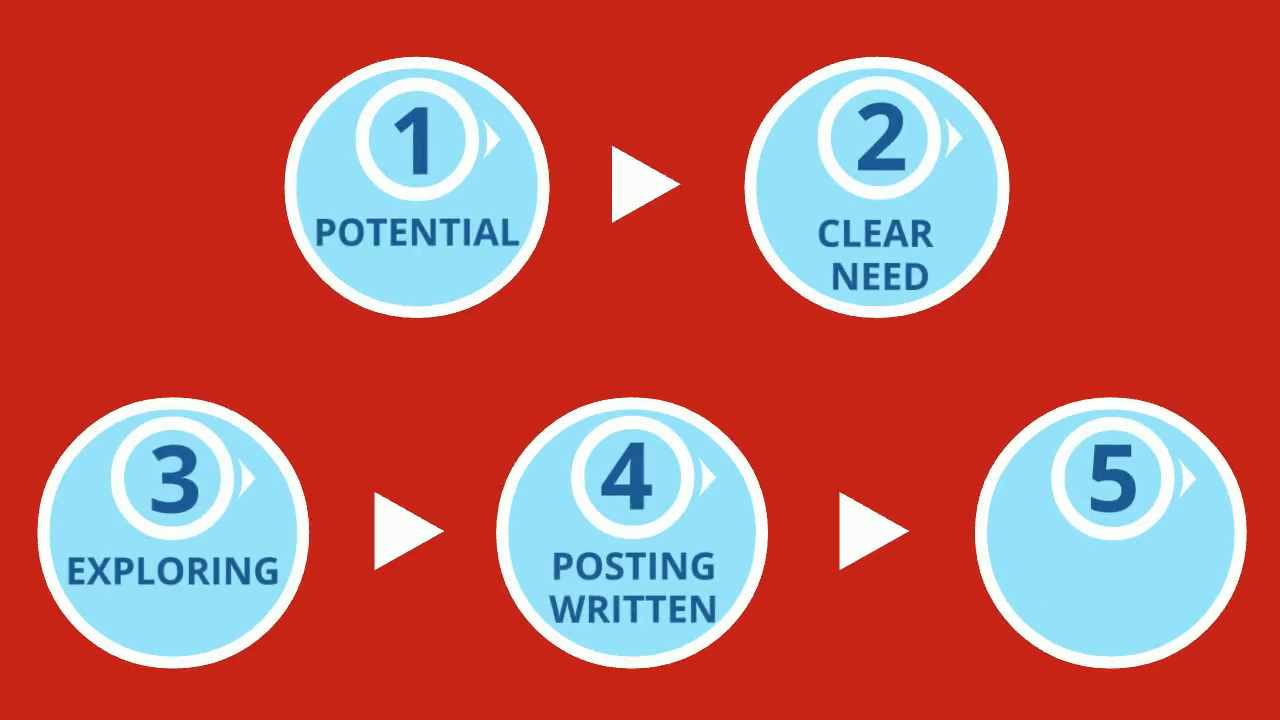 1
POTENTIAL
2
CLEAR
NEED
3
EXPLORING
4
POSTING
WRITTEN
5